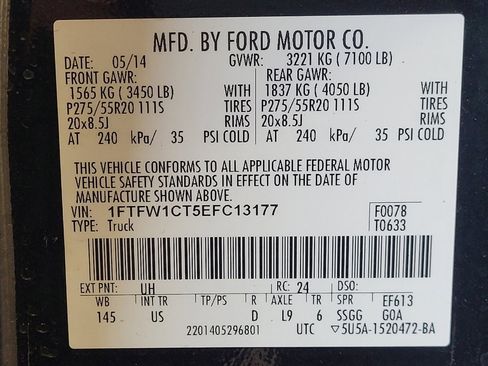 MFD. BY FORD MOTOR CO.
DATE: 05/14 GVWR: 3221 KG ( 7100 LB)
FRONT GAWR: REAR GAWR:
1565 KG ( 3450 LB) WITH 1837 KG ( 4050 LB) WITH
P275/55R20 111S TIRES P275/55R20 111S TIRES
20x8.5J RIMS 20x8.5J RIMS
AT 240 kPa/ 35 PSI COLD AT 240 kPa/ 35 PSI COLD
THIS VEHICLE CONFORMS TO ALL APPLICABLE FEDERAL MOTOR
VEHICLE SAFETY STANDARDS IN EFFECT ON THE DATE OF
MANUFACTURE SHOWN ABOVE.
VIN: 1FTFW1CT5EFC13177 F0078
TYPE: Truck T0633
EXT PNT: UH RC: 24 DSO:
WB INT TR TP/PS R AXLE TR SPR EF613
145 US D L9 6 SSGG GOA
2201405296801 UTC ▽5U5A-1520472-BA